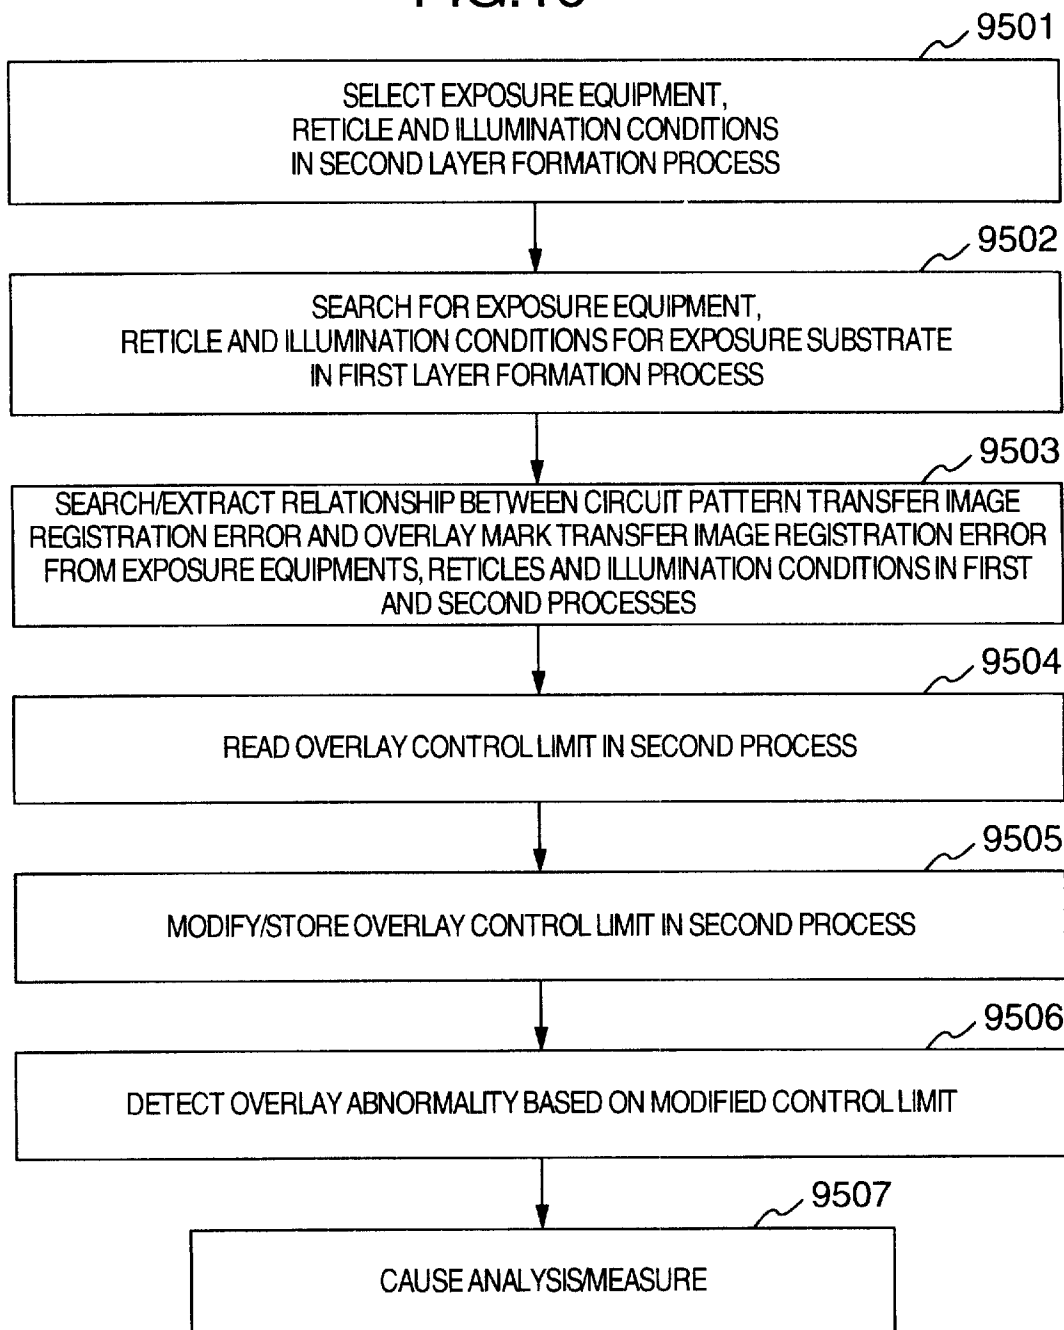 9501
SELECT EXPOSURE EQUIPMENT,
RETICLE AND ILLUMINATION CONDITIONS
IN SECOND LAYER FORMATION PROCESS
9502
SEARCH FOR EXPOSURE EQUIPMENT,
RETICLE AND ILLUMINATION CONDITIONS FOR EXPOSURE SUBSTRATE
IN FIRST LAYER FORMATION PROCESS
9503
SEARCH/EXTRACT RELATIONSHIP BETWEEN CIRCUIT PATTERN TRANSFER IMAGE
REGISTRATION ERROR AND OVERLAY MARK TRANSFER IMAGE REGISTRATION ERROR
FROM EXPOSURE EQUIPMENTS, RETICLES AND ILLUMINATION CONDITIONS IN FIRST
AND SECOND PROCESSES
9504
READ OVERLAY CONTROL LIMIT IN SECOND PROCESS
9505
MODIFY/STORE OVERLAY CONTROL LIMIT IN SECOND PROCESS
9506
DETECT OVERLAY ABNORMALITY BASED ON MODIFIED CONTROL LIMIT
9507
CAUSE ANALYSIS/MEASURE